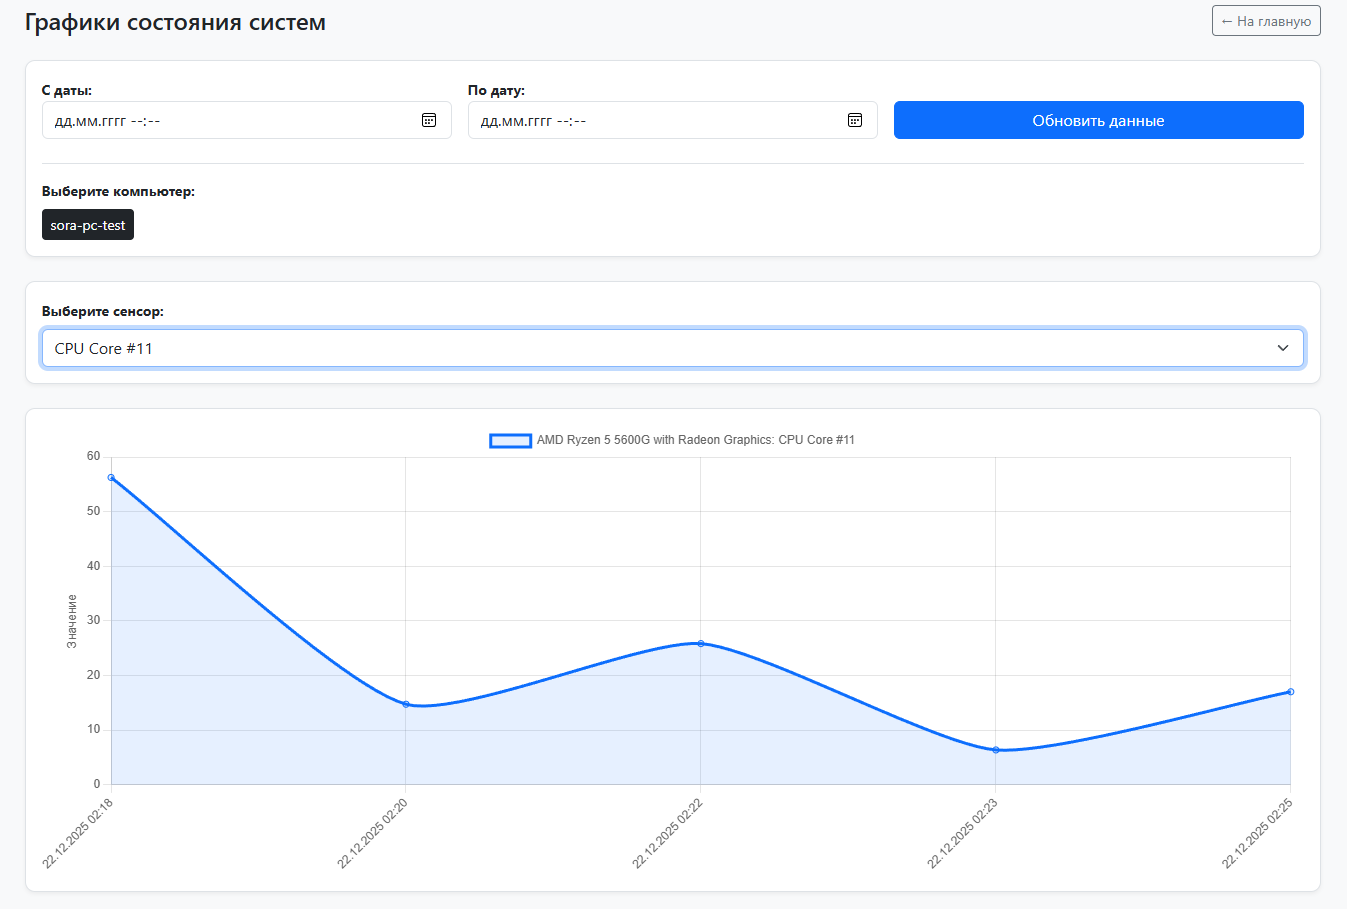 Графики состояния систем
← На главную
С даты:
По дату:
дд.мм.гггг --:--
дд.мм.гггг --:--
Обновить данные
Выберите компьютер:
sora-pc-test
Выберите сенсор:
CPU Core #11
AMD Ryzen 5 5600G with Radeon Graphics: CPU Core #11
Значение
60
50
40
30
20
10
0
22.12.2025 02:18
22.12.2025 02:20
22.12.2025 02:22
22.12.2025 02:23
22.12.2025 02:25